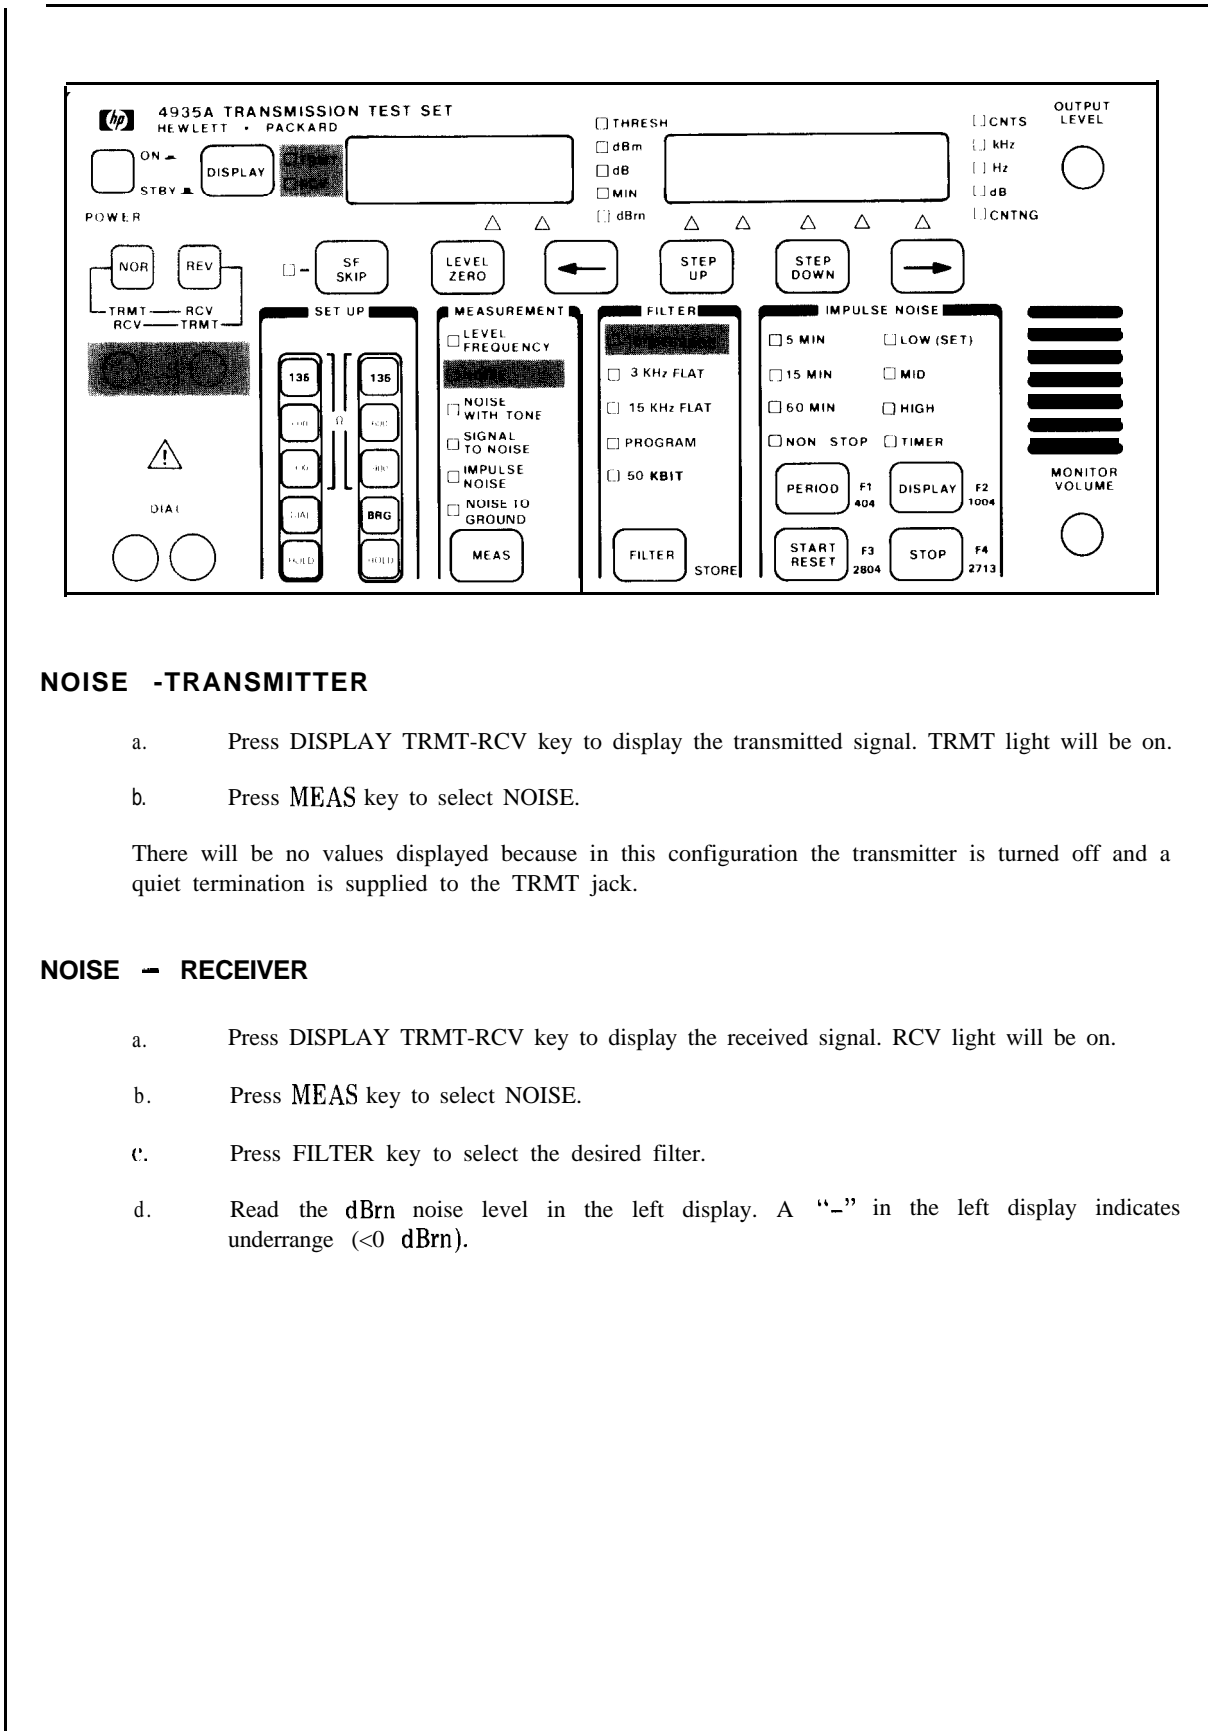 hp
4935A TRANSMISSION TEST SET
HEWLETT · PACKARD
ON
STBY
POWER
DISPLAY
THRESH
dBm
dB
MIN
dBrn
CNTS
kHz
Hz
dB
CNTNG
OUTPUT
LEVEL
NOR
REV
TRMT RCV
RCV TRMT
SF
SKIP
LEVEL
ZERO
STEP
UP
STEP
DOWN
SET UP
135
135
Ω
BRG
HOLD
HOLD
DIAL
MEASUREMENT
LEVEL
FREQUENCY
NOISE
WITH TONE
SIGNAL
TO NOISE
IMPULSE
NOISE
NOISE TO
GROUND
MEAS
FILTER
3 KHz FLAT
15 KHz FLAT
PROGRAM
50 KBIT
FILTER
STORE
IMPULSE NOISE
5 MIN
LOW (SET)
15 MIN
MID
60 MIN
HIGH
NON STOP
TIMER
PERIOD
F1
404
DISPLAY
F2
1004
START
RESET
F3
2804
STOP
F4
2713
MONITOR
VOLUME
NOISE -TRANSMITTER
a. Press DISPLAY TRMT-RCV key to display the transmitted signal. TRMT light will be on.
b. Press MEAS key to select NOISE.
There will be no values displayed because in this configuration the transmitter is turned off and a
quiet termination is supplied to the TRMT jack.
NOISE – RECEIVER
a. Press DISPLAY TRMT-RCV key to display the received signal. RCV light will be on.
b. Press MEAS key to select NOISE.
c. Press FILTER key to select the desired filter.
d. Read the dBrn noise level in the left display. A “–” in the left display indicates
underrange (<0 dBrn).